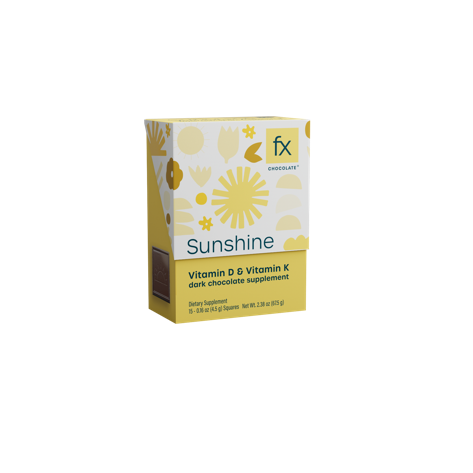 fx
CHOCOLATE™
Sunshine
Vitamin D & Vitamin K
dark chocolate supplement
Dietary Supplement
15 - 0.16 oz (4.5 g) Squares Net Wt. 2.38 oz (67.5 g)